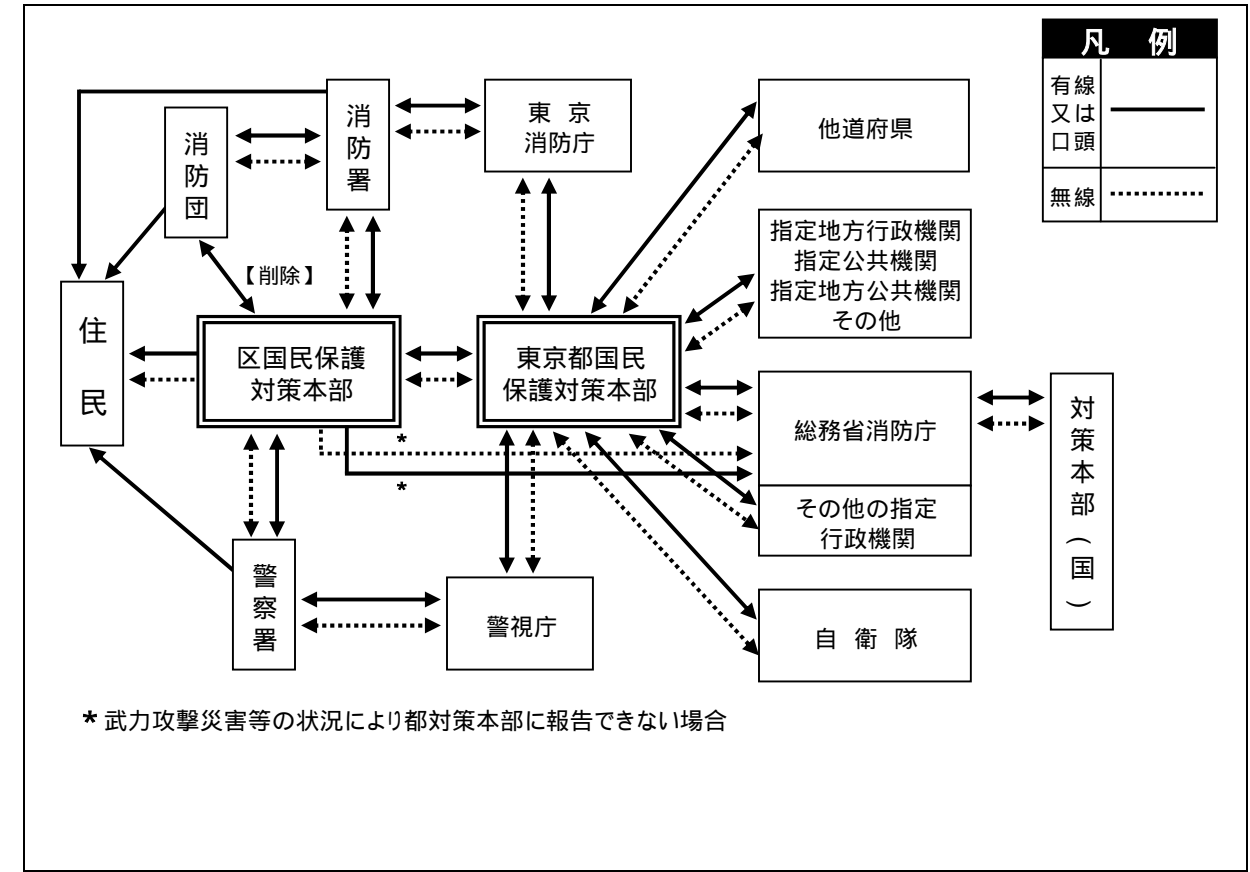 凡 例
有線
又は
口頭
無線
消防署
東 京
消防庁
他道府県
消防団
指定地方行政機関
指定公共機関
指定地方公共機関
その他
【削除】
住民
区国民保護
対策本部
東京都国民
保護対策本部
総務省消防庁
対策本部(国)
*
*
その他の指定
行政機関
警察署
警視庁
自 衛 隊
* 武力攻撃災害等の状況により都対策本部に報告できない場合